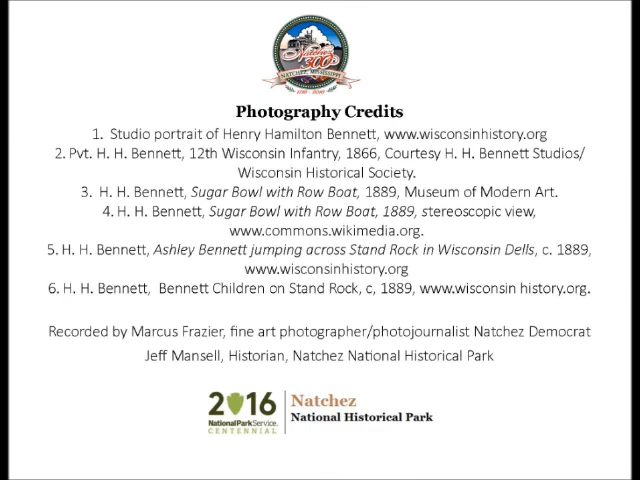 Natchez
300
NATCHEZ, MISSISSIPPI
Photography Credits
1. Studio portrait of Henry Hamilton Bennett, www.wisconsinhistory.org
2. Pvt. H. H. Bennett, 12th Wisconsin Infantry, 1866, Courtesy H. H. Bennett Studios/
Wisconsin Historical Society.
3. H. H. Bennett, Sugar Bowl with Row Boat, 1889, Museum of Modern Art.
4. H. H. Bennett, Sugar Bowl with Row Boat, 1889, stereoscopic view,
www.commons.wikimedia.org.
5. H. H. Bennett, Ashley Bennett jumping across Stand Rock in Wisconsin Dells, c. 1889,
www.wisconsinhistory.org
6. H. H. Bennett, Bennett Children on Stand Rock, c, 1889, www.wisconsin history.org.
Recorded by Marcus Frazier, fine art photographer/photojournalist Natchez Democrat
Jeff Mansell, Historian, Natchez National Historical Park
2016
National Park Service
CENTENNIAL
Natchez
National Historical Park